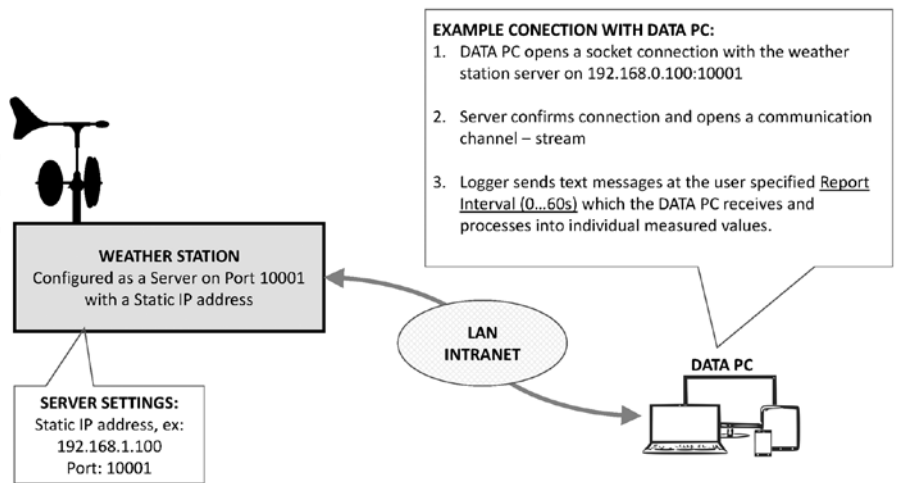 EXAMPLE CONECTION WITH DATA PC:
1. DATA PC opens a socket connection with the weather
station server on 192.168.0.100:10001
2. Server confirms connection and opens a communication
channel – stream
3. Logger sends text messages at the user specified Report
Interval (0...60s) which the DATA PC receives and
processes into individual measured values.
WEATHER STATION
Configured as a Server on Port 10001
with a Static IP address
LAN
INTRANET
DATA PC
SERVER SETTINGS:
Static IP address, ex:
192.168.1.100
Port: 10001